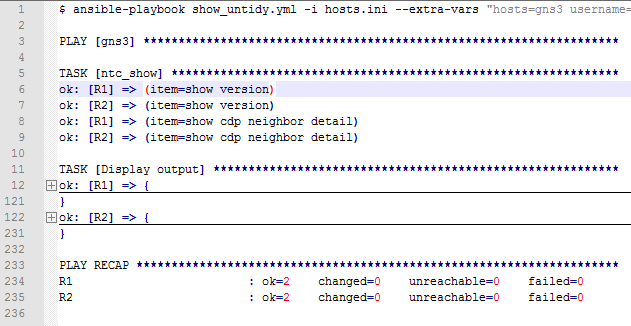 1 $ ansible-playbook show_untidy.yml -i hosts.ini --extra-vars "hosts=gns3 username=
2
3 PLAY [gns3] ********************************************************************
4
5 TASK [ntc_show] ****************************************************************
6 ok: [R1] => (item=show version)
7 ok: [R2] => (item=show version)
8 ok: [R1] => (item=show cdp neighbor detail)
9 ok: [R2] => (item=show cdp neighbor detail)
10
11 TASK [Display output] **********************************************************
12 ok: [R1] => {
121 }
122 ok: [R2] => {
231 }
232
233 PLAY RECAP *********************************************************************
234 R1 : ok=2 changed=0 unreachable=0 failed=0
235 R2 : ok=2 changed=0 unreachable=0 failed=0
236